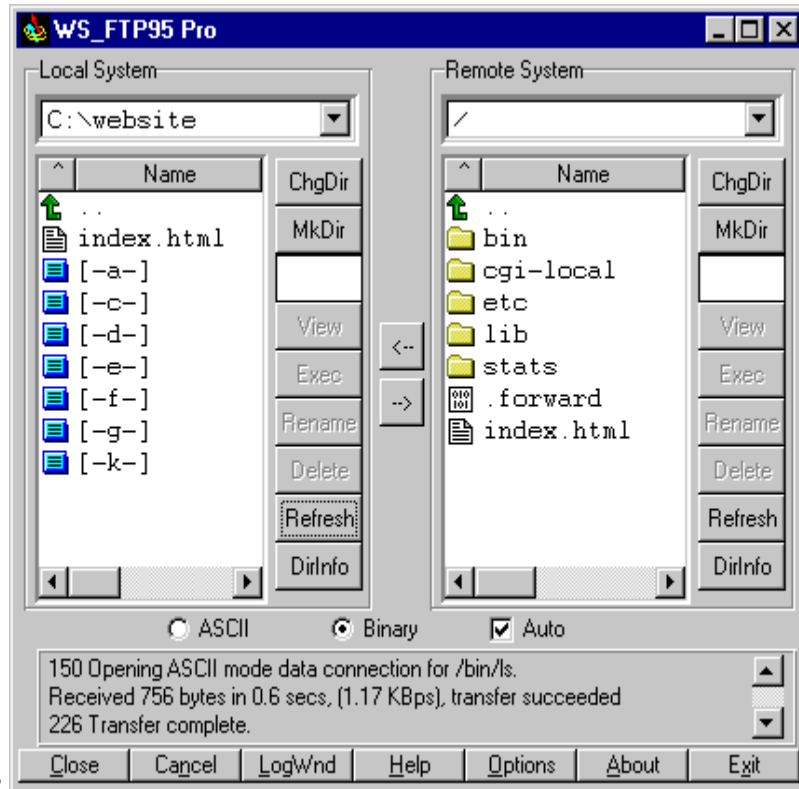 WS_FTP95 Pro
Local System
C:\website
^ Name
..
index.html
[-a-]
[-c-]
[-d-]
[-e-]
[-f-]
[-g-]
[-k-]
ChgDir
MkDir
View
Exec
Rename
Delete
Refresh
DirInfo
<--
-->
Remote System
/
^ Name
..
bin
cgi-local
etc
lib
stats
.forward
index.html
ChgDir
MkDir
View
Exec
Rename
Delete
Refresh
DirInfo
ASCII Binary Auto
150 Opening ASCII mode data connection for /bin/ls.
Received 756 bytes in 0.6 secs, (1.17 KBps), transfer succeeded
226 Transfer complete.
Close Cancel LogWnd Help Options About Exit